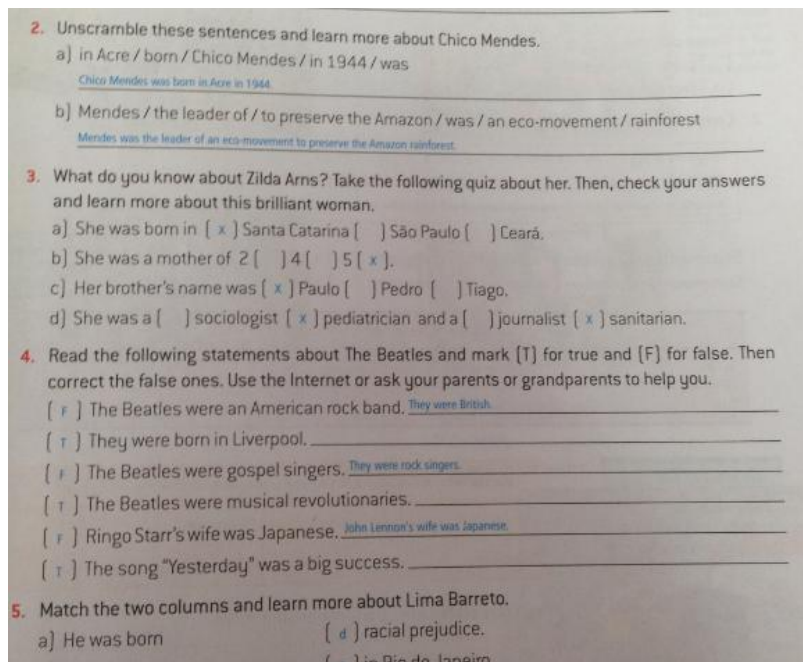 2. Unscramble these sentences and learn more about Chico Mendes.
a) in Acre / born / Chico Mendes / in 1944 / was
Chico Mendes was born in Acre in 1944.
b) Mendes / the leader of / to preserve the Amazon / was / an eco-movement / rainforest
Mendes was the leader of an eco-movement to preserve the Amazon rainforest.
3. What do you know about Zilda Arns? Take the following quiz about her. Then, check your answers
and learn more about this brilliant woman.
a) She was born in ( x ) Santa Catarina (   ) São Paulo (   ) Ceará.
b) She was a mother of 2 (   ) 4 (   ) 5 ( x ).
c) Her brother's name was ( x ) Paulo (   ) Pedro (   ) Tiago.
d) She was a (   ) sociologist ( x ) pediatrician and a (   ) journalist ( x ) sanitarian.
4. Read the following statements about The Beatles and mark (T) for true and (F) for false. Then
correct the false ones. Use the Internet or ask your parents or grandparents to help you.
( F ) The Beatles were an American rock band. They were British.
( T ) They were born in Liverpool.
( F ) The Beatles were gospel singers. They were rock singers.
( T ) The Beatles were musical revolutionaries.
( F ) Ringo Starr's wife was Japanese. John Lennon's wife was Japanese.
( T ) The song "Yesterday" was a big success.
5. Match the two columns and learn more about Lima Barreto.
a) He was born ( d ) racial prejudice.
(   ) in Rio de Janeiro